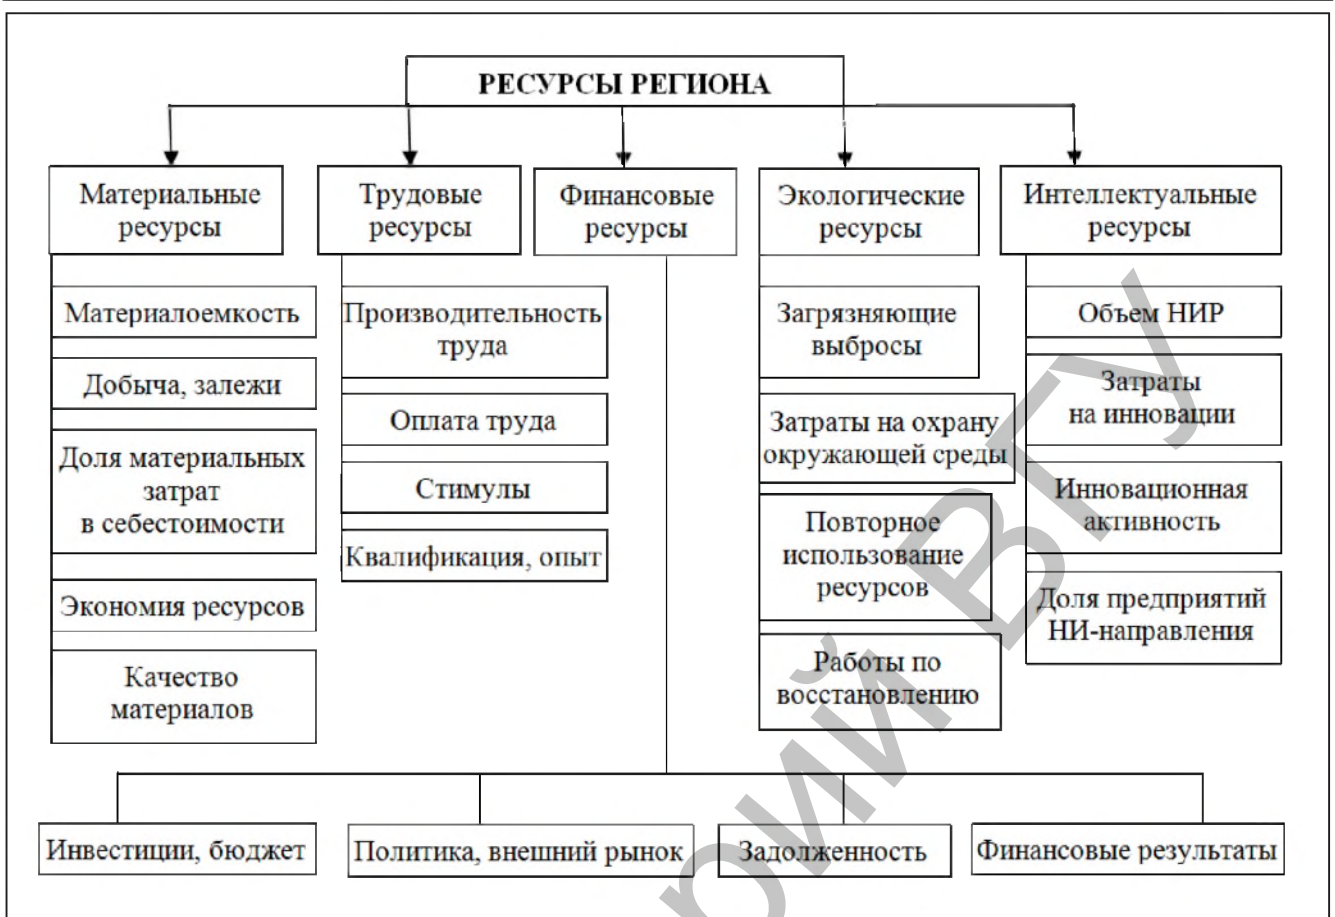 РЕСУРСЫ РЕГИОНА
Материальные
ресурсы
Трудовые
ресурсы
Финансовые
ресурсы
Экологические
ресурсы
Интеллектуальные
ресурсы
Материалоемкость
Добыча, залежи
Доля материальных
затрат
в себестоимости
Экономия ресурсов
Качество
материалов
Производительность
труда
Оплата труда
Стимулы
Квалификация, опыт
Загрязняющие
выбросы
Затраты на охрану
окружающей среды
Повторное
использование
ресурсов
Работы по
восстановлению
Объем НИР
Затраты
на инновации
Инновационная
активность
Доля предприятий
НИ-направления
Инвестиции, бюджет
Политика, внешний рынок
Задолженность
Финансовые результаты
рий ВГУ